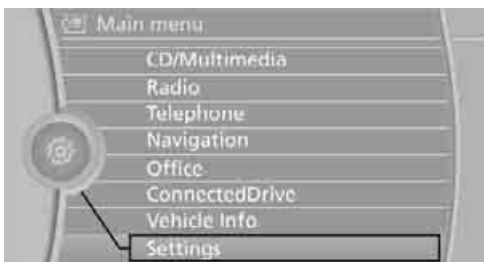 Main menu
CD/Multimedia
Radio
Telephone
Navigation
Office
ConnectedDrive
Vehicle Info
Settings